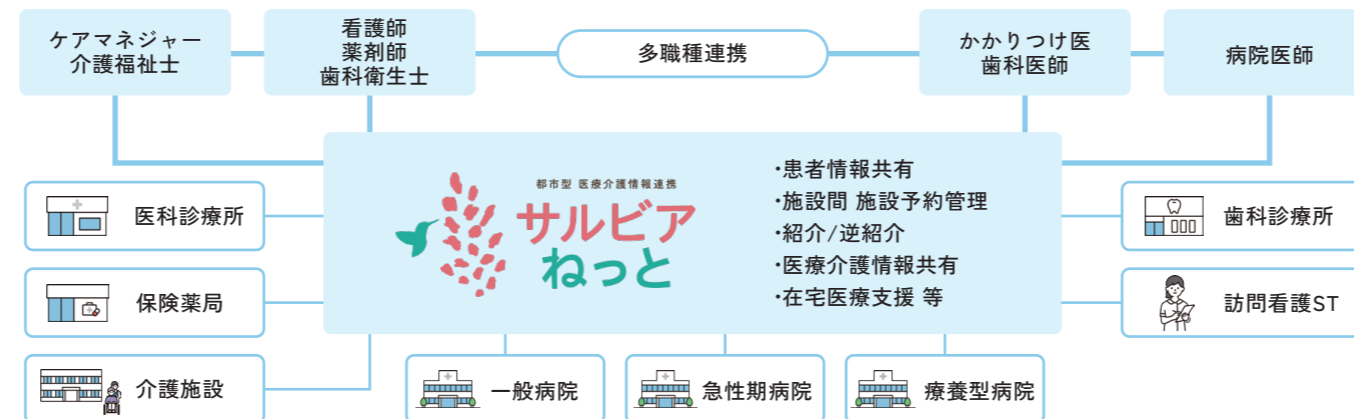 ケアマネジャー
介護福祉士
看護師
薬剤師
歯科衛生士
多職種連携
かかりつけ医
歯科医師
病院医師
都市型 医療介護情報連携
サルビア
ねっと
・患者情報共有
・施設間 施設予約管理
・紹介/逆紹介
・医療介護情報共有
・在宅医療支援 等
医科診療所
保険薬局
介護施設
一般病院
急性期病院
療養型病院
歯科診療所
訪問看護ST